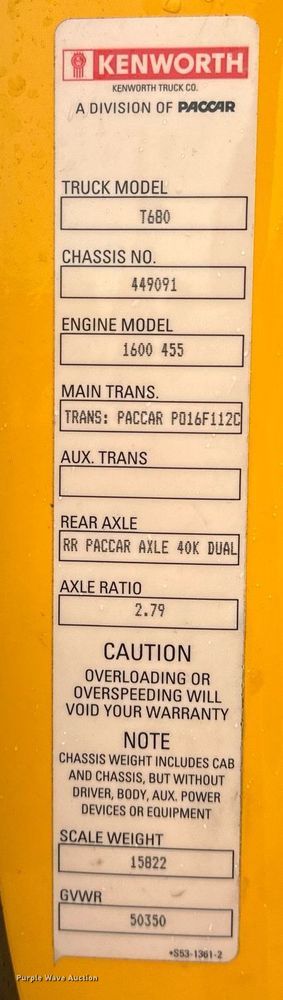 KENWORTH
KENWORTH TRUCK CO.
A DIVISION OF PACCAR
TRUCK MODEL
T680
CHASSIS NO.
449091
ENGINE MODEL
1600 455
MAIN TRANS.
TRANS: PACCAR PO16F112C
AUX. TRANS
REAR AXLE
RR PACCAR AXLE 40K DUAL
AXLE RATIO
2.79
CAUTION
OVERLOADING OR
OVERSPEEDING WILL
VOID YOUR WARRANTY
NOTE
CHASSIS WEIGHT INCLUDES CAB
AND CHASSIS, BUT WITHOUT
DRIVER, BODY, AUX. POWER
DEVICES OR EQUIPMENT
SCALE WEIGHT
15822
GVWR
50350
+S53-1361-2
Purple Wave Auction